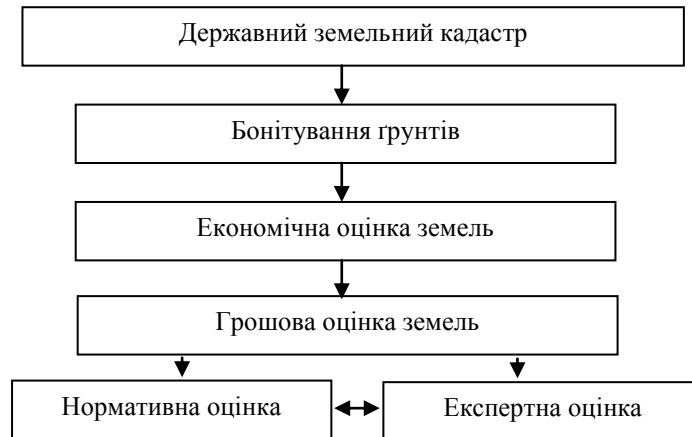 Державний земельний кадастр
Бонітування ґрунтів
Економічна оцінка земель
Грошова оцінка земель
Нормативна оцінка
Експертна оцінка